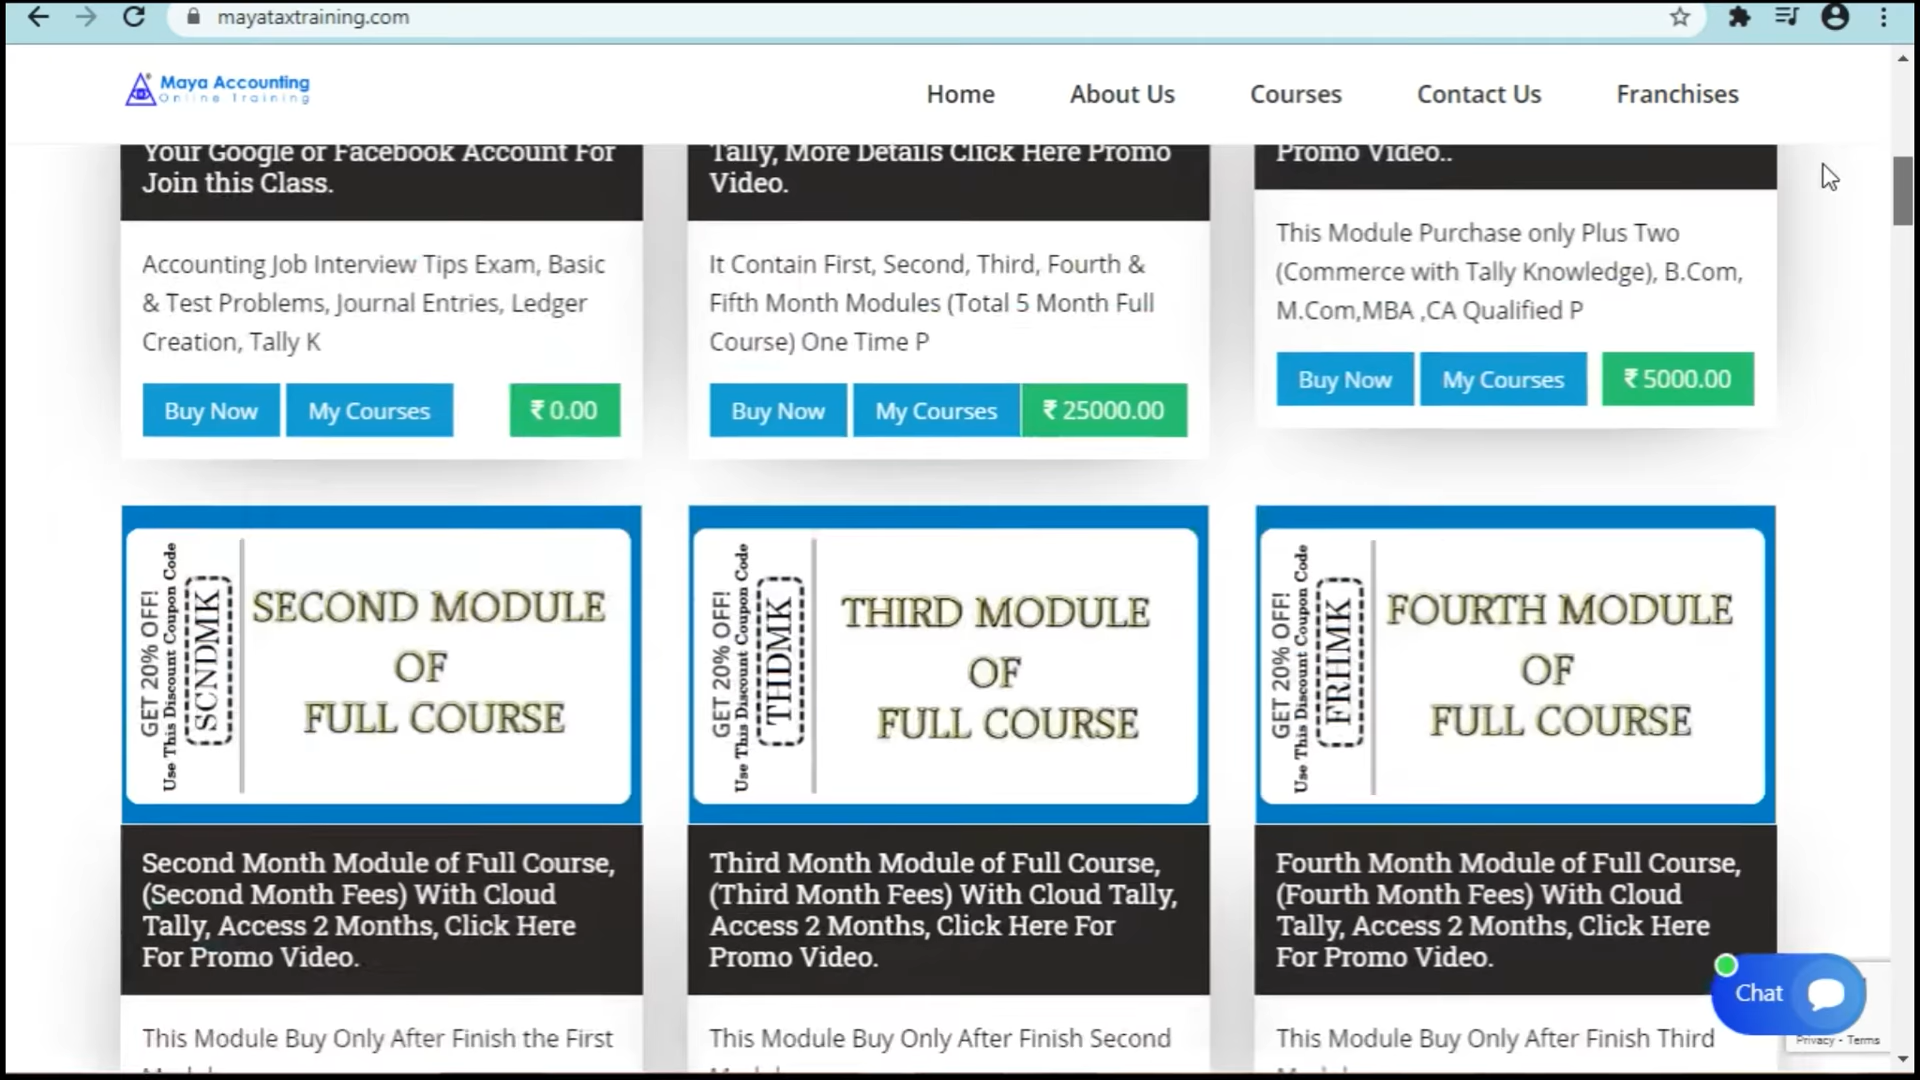 mayataxtraining.com
Maya Accounting
Online Training
Home
About Us
Courses
Contact Us
Franchises
Your Google or Facebook Account For
Join this Class.
Accounting Job Interview Tips Exam, Basic
& Test Problems, Journal Entries, Ledger
Creation, Tally K
Buy Now
My Courses
₹ 0.00
Tally, More Details Click Here Promo
Video.
It Contain First, Second, Third, Fourth &
Fifth Month Modules (Total 5 Month Full
Course) One Time P
Buy Now
My Courses
₹ 25000.00
Promo Video..
This Module Purchase only Plus Two
(Commerce with Tally Knowledge), B.Com,
M.Com,MBA ,CA Qualified P
Buy Now
My Courses
₹ 5000.00
GET 20% OFF!
Use This Discount Coupon Code
SCNDMK
SECOND MODULE
OF
FULL COURSE
Second Month Module of Full Course,
(Second Month Fees) With Cloud
Tally, Access 2 Months, Click Here
For Promo Video.
This Module Buy Only After Finish the First
GET 20% OFF!
Use This Discount Coupon Code
THDMK
THIRD MODULE
OF
FULL COURSE
Third Month Module of Full Course,
(Third Month Fees) With Cloud Tally,
Access 2 Months, Click Here For
Promo Video.
This Module Buy Only After Finish Second
GET 20% OFF!
Use This Discount Coupon Code
FRHMK
FOURTH MODULE
OF
FULL COURSE
Fourth Month Module of Full Course,
(Fourth Month Fees) With Cloud
Tally, Access 2 Months, Click Here
For Promo Video.
This Module Buy Only After Finish Third
Chat
Privacy - Terms